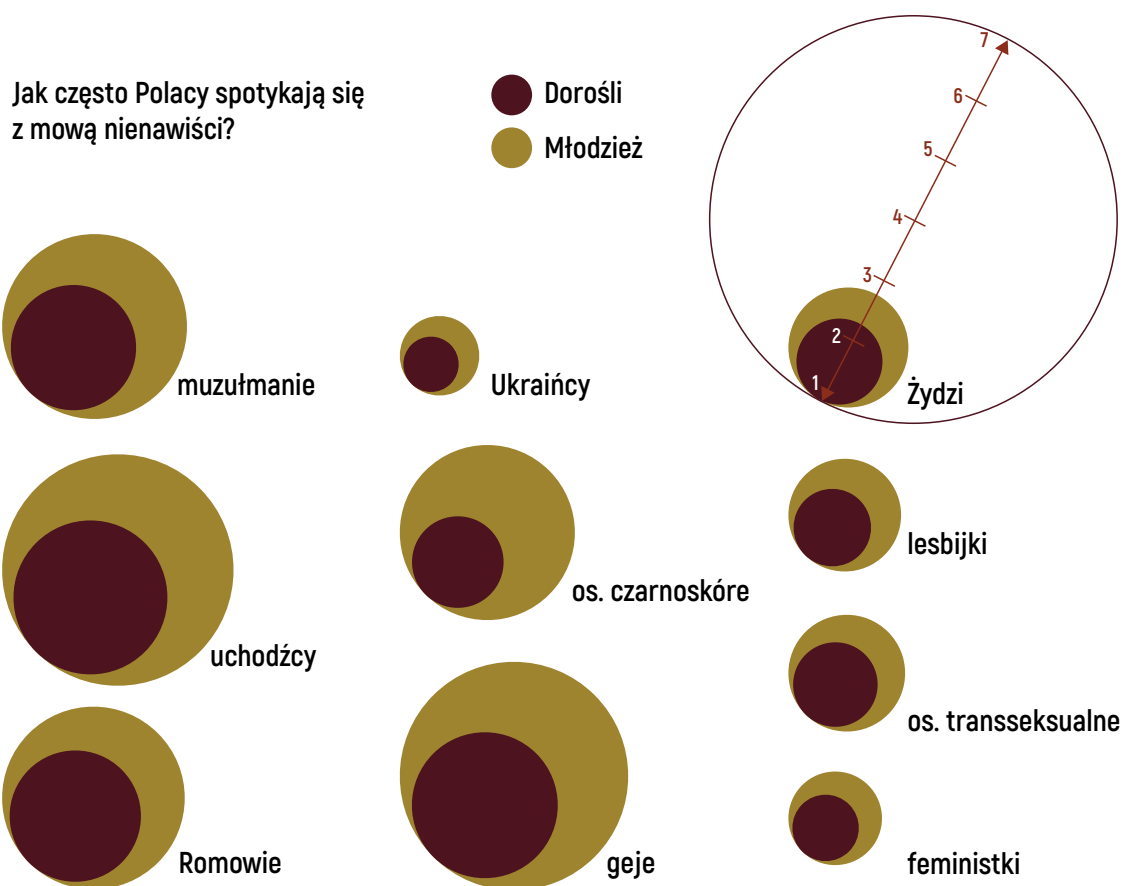 Jak często Polacy spotykają się
z mową nienawiści?
Dorośli
Młodzież
7
6
5
4
3
2
1
muzułmanie
Ukraińcy
Żydzi
uchodźcy
os. czarnoskóre
lesbijki
Romowie
geje
os. transseksualne
feministki